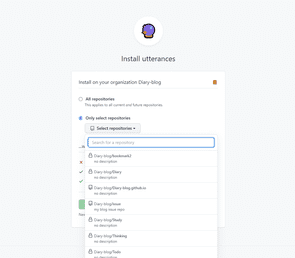 Install utterances
Install on your organization Diary-blog
All repositories
This applies to all current and future repositories.
Only select repositories
Select repositories
Search for a repository
Diary-blog/bookmark2
no description
Diary-blog/Diary
no description
Diary-blog/Diary-blog.github.io
no description
Diary-blog/issue
my blog issue repo
Diary-blog/Study
no description
Diary-blog/Thinking
no description
Diary-blog/Todo
no description